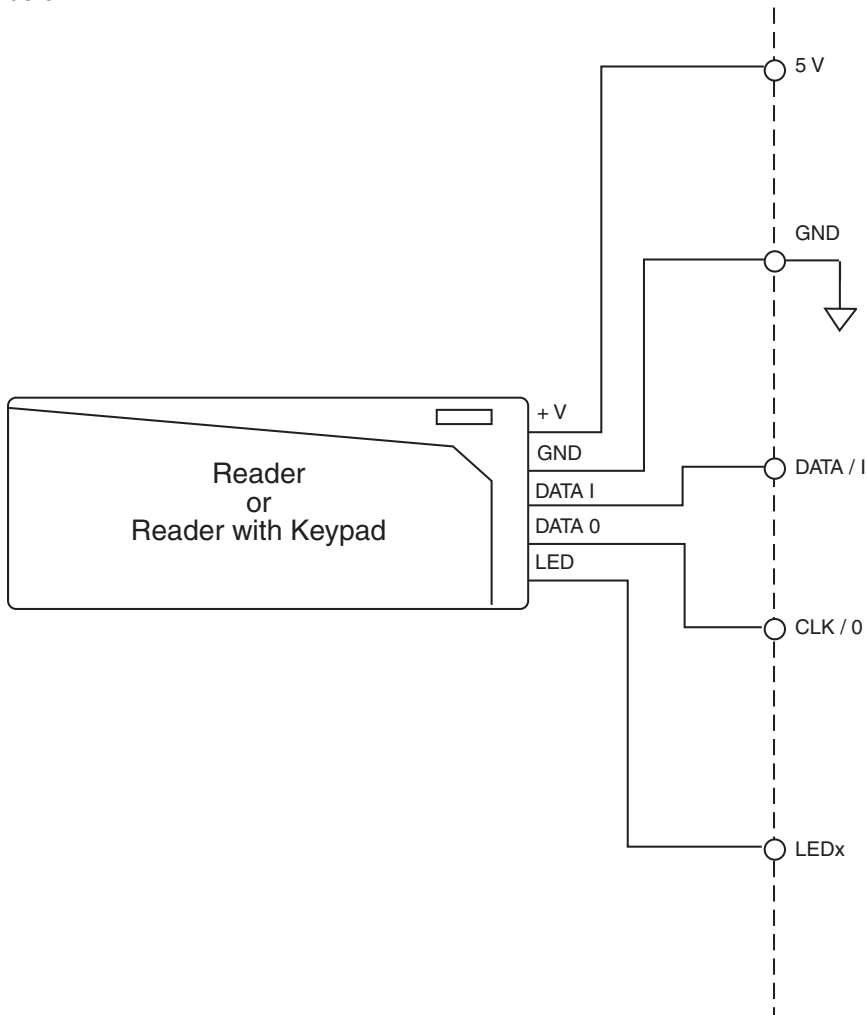 5 V
GND
+ V
GND
DATA I
DATA 0
LED
Reader
or
Reader with Keypad
DATA / I
CLK / 0
LEDx